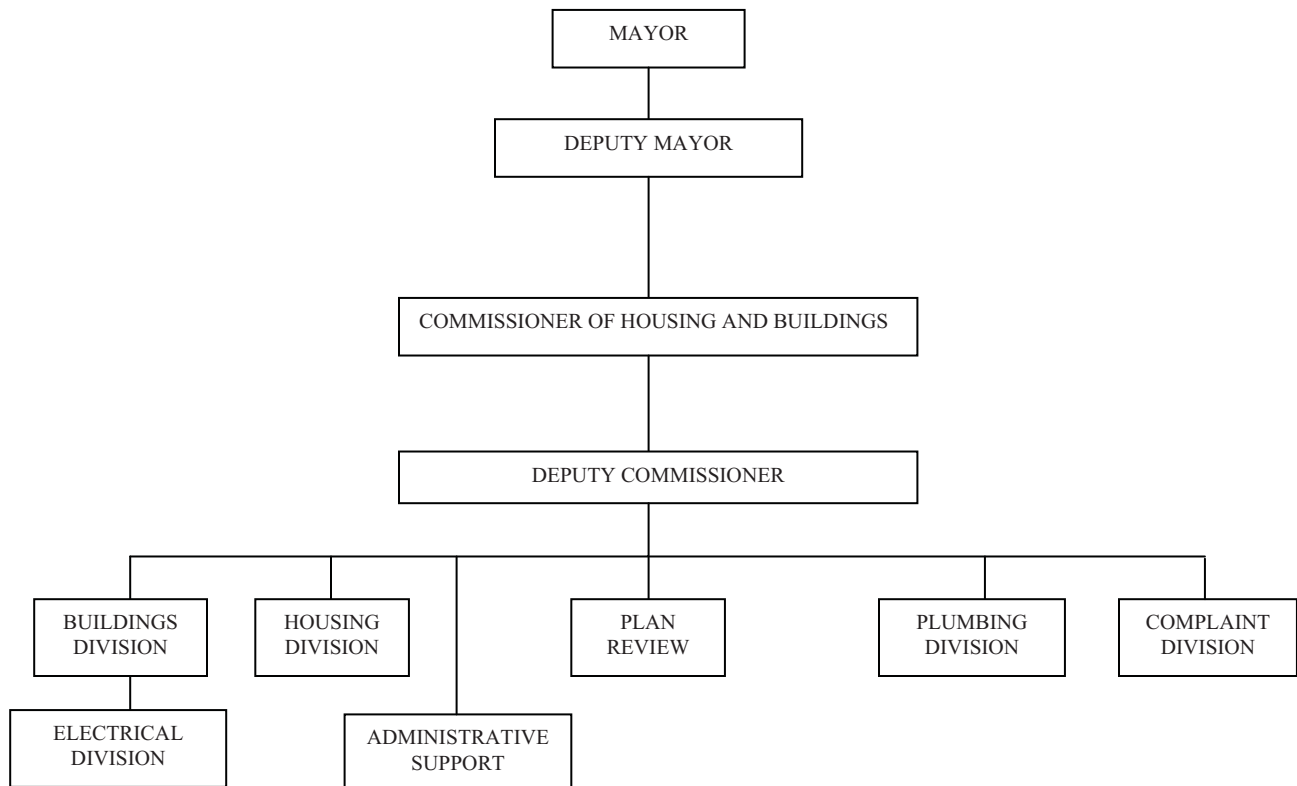 MAYOR
DEPUTY MAYOR
COMMISSIONER OF HOUSING AND BUILDINGS
DEPUTY COMMISSIONER
BUILDINGS
DIVISION
HOUSING
DIVISION
PLAN
REVIEW
PLUMBING
DIVISION
COMPLAINT
DIVISION
ELECTRICAL
DIVISION
ADMINISTRATIVE
SUPPORT